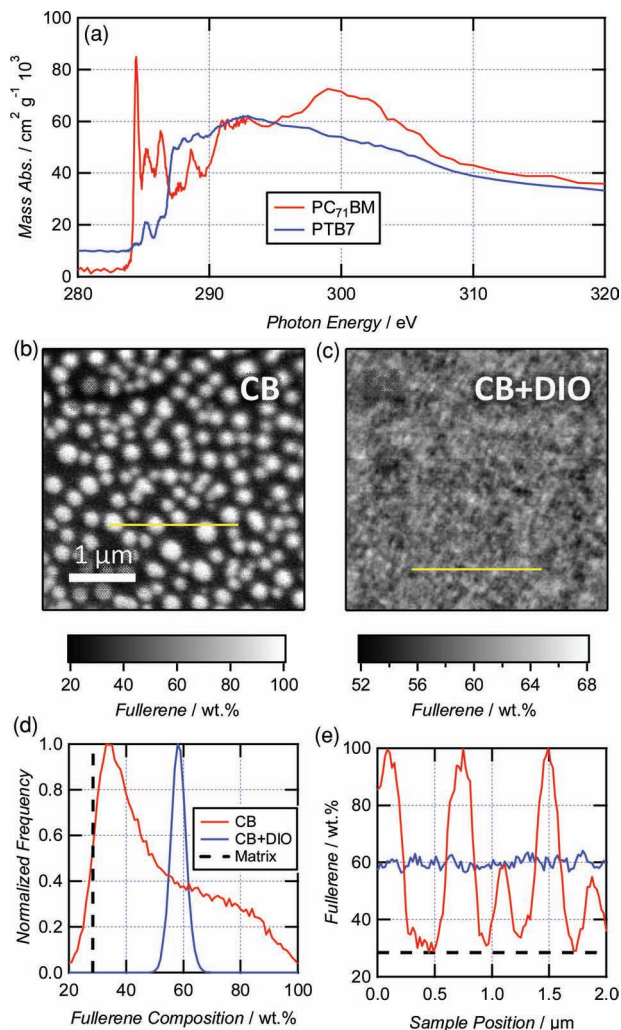 (a)
100
80
60
40
20
0
Mass Abs. / cm² g⁻¹ 10³
PC₇₁BM
PTB7
280
290
300
310
320
Photon Energy / eV
(b)
CB
1 µm
(c)
CB+DIO
20
40
60
80
100
Fullerene / wt.%
52
56
60
64
68
Fullerene / wt.%
(d)
1.0
0.8
0.6
0.4
0.2
0.0
Normalized Frequency
CB
CB+DIO
Matrix
20
40
60
80
100
Fullerene Composition / wt.%
(e)
100
80
60
40
20
Fullerene / wt.%
0.0
0.5
1.0
1.5
2.0
Sample Position / µm